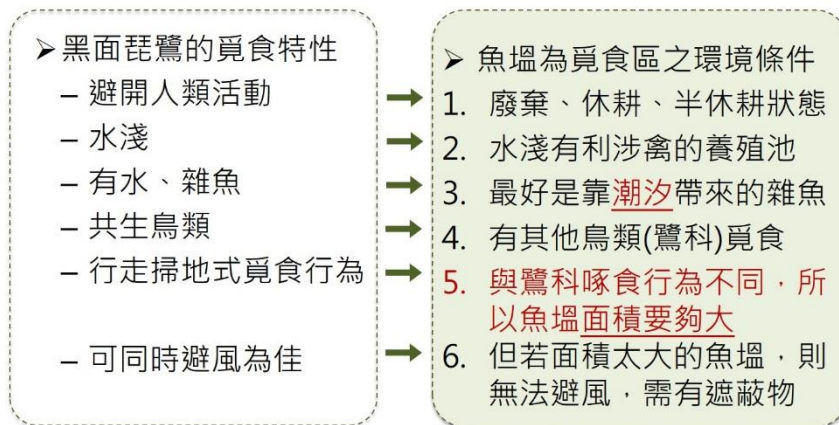 ➢黑面琵鷺的覓食特性
– 避開人類活動
– 水淺
– 有水、雜魚
– 共生鳥類
– 行走掃地式覓食行為
– 可同時避風為佳
➢ 魚塭為覓食區之環境條件
1. 廢棄、休耕、半休耕狀態
2. 水淺有利涉禽的養殖池
3. 最好是靠潮汐帶來的雜魚
4. 有其他鳥類(鷺科)覓食
5. 與鷺科啄食行為不同，所
以魚塭面積要夠大
6. 但若面積太大的魚塭，則
無法避風，需有遮蔽物